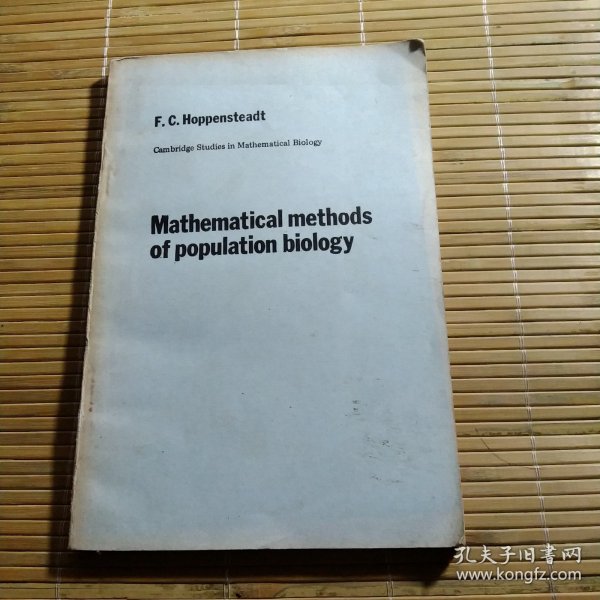 F. C. Hoppensteadt
Cambridge Studies in Mathematical Biology
Mathematical methods
of population biology
孔夫子旧書网
www.kongfz.com